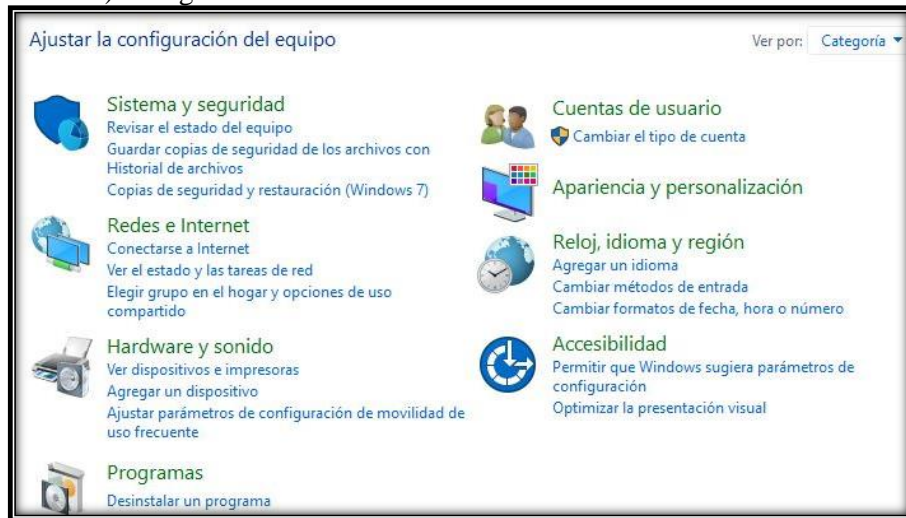 Ajustar la configuración del equipo
Ver por: Categoría
Sistema y seguridad
Revisar el estado del equipo
Guardar copias de seguridad de los archivos con
Historial de archivos
Copias de seguridad y restauración (Windows 7)
Redes e Internet
Conectarse a Internet
Ver el estado y las tareas de red
Elegir grupo en el hogar y opciones de uso
compartido
Hardware y sonido
Ver dispositivos e impresoras
Agregar un dispositivo
Ajustar parámetros de configuración de movilidad de
uso frecuente
Programas
Desinstalar un programa
Cuentas de usuario
Cambiar el tipo de cuenta
Apariencia y personalización
Reloj, idioma y región
Agregar un idioma
Cambiar métodos de entrada
Cambiar formatos de fecha, hora o número
Accesibilidad
Permitir que Windows sugiera parámetros de
configuración
Optimizar la presentación visual